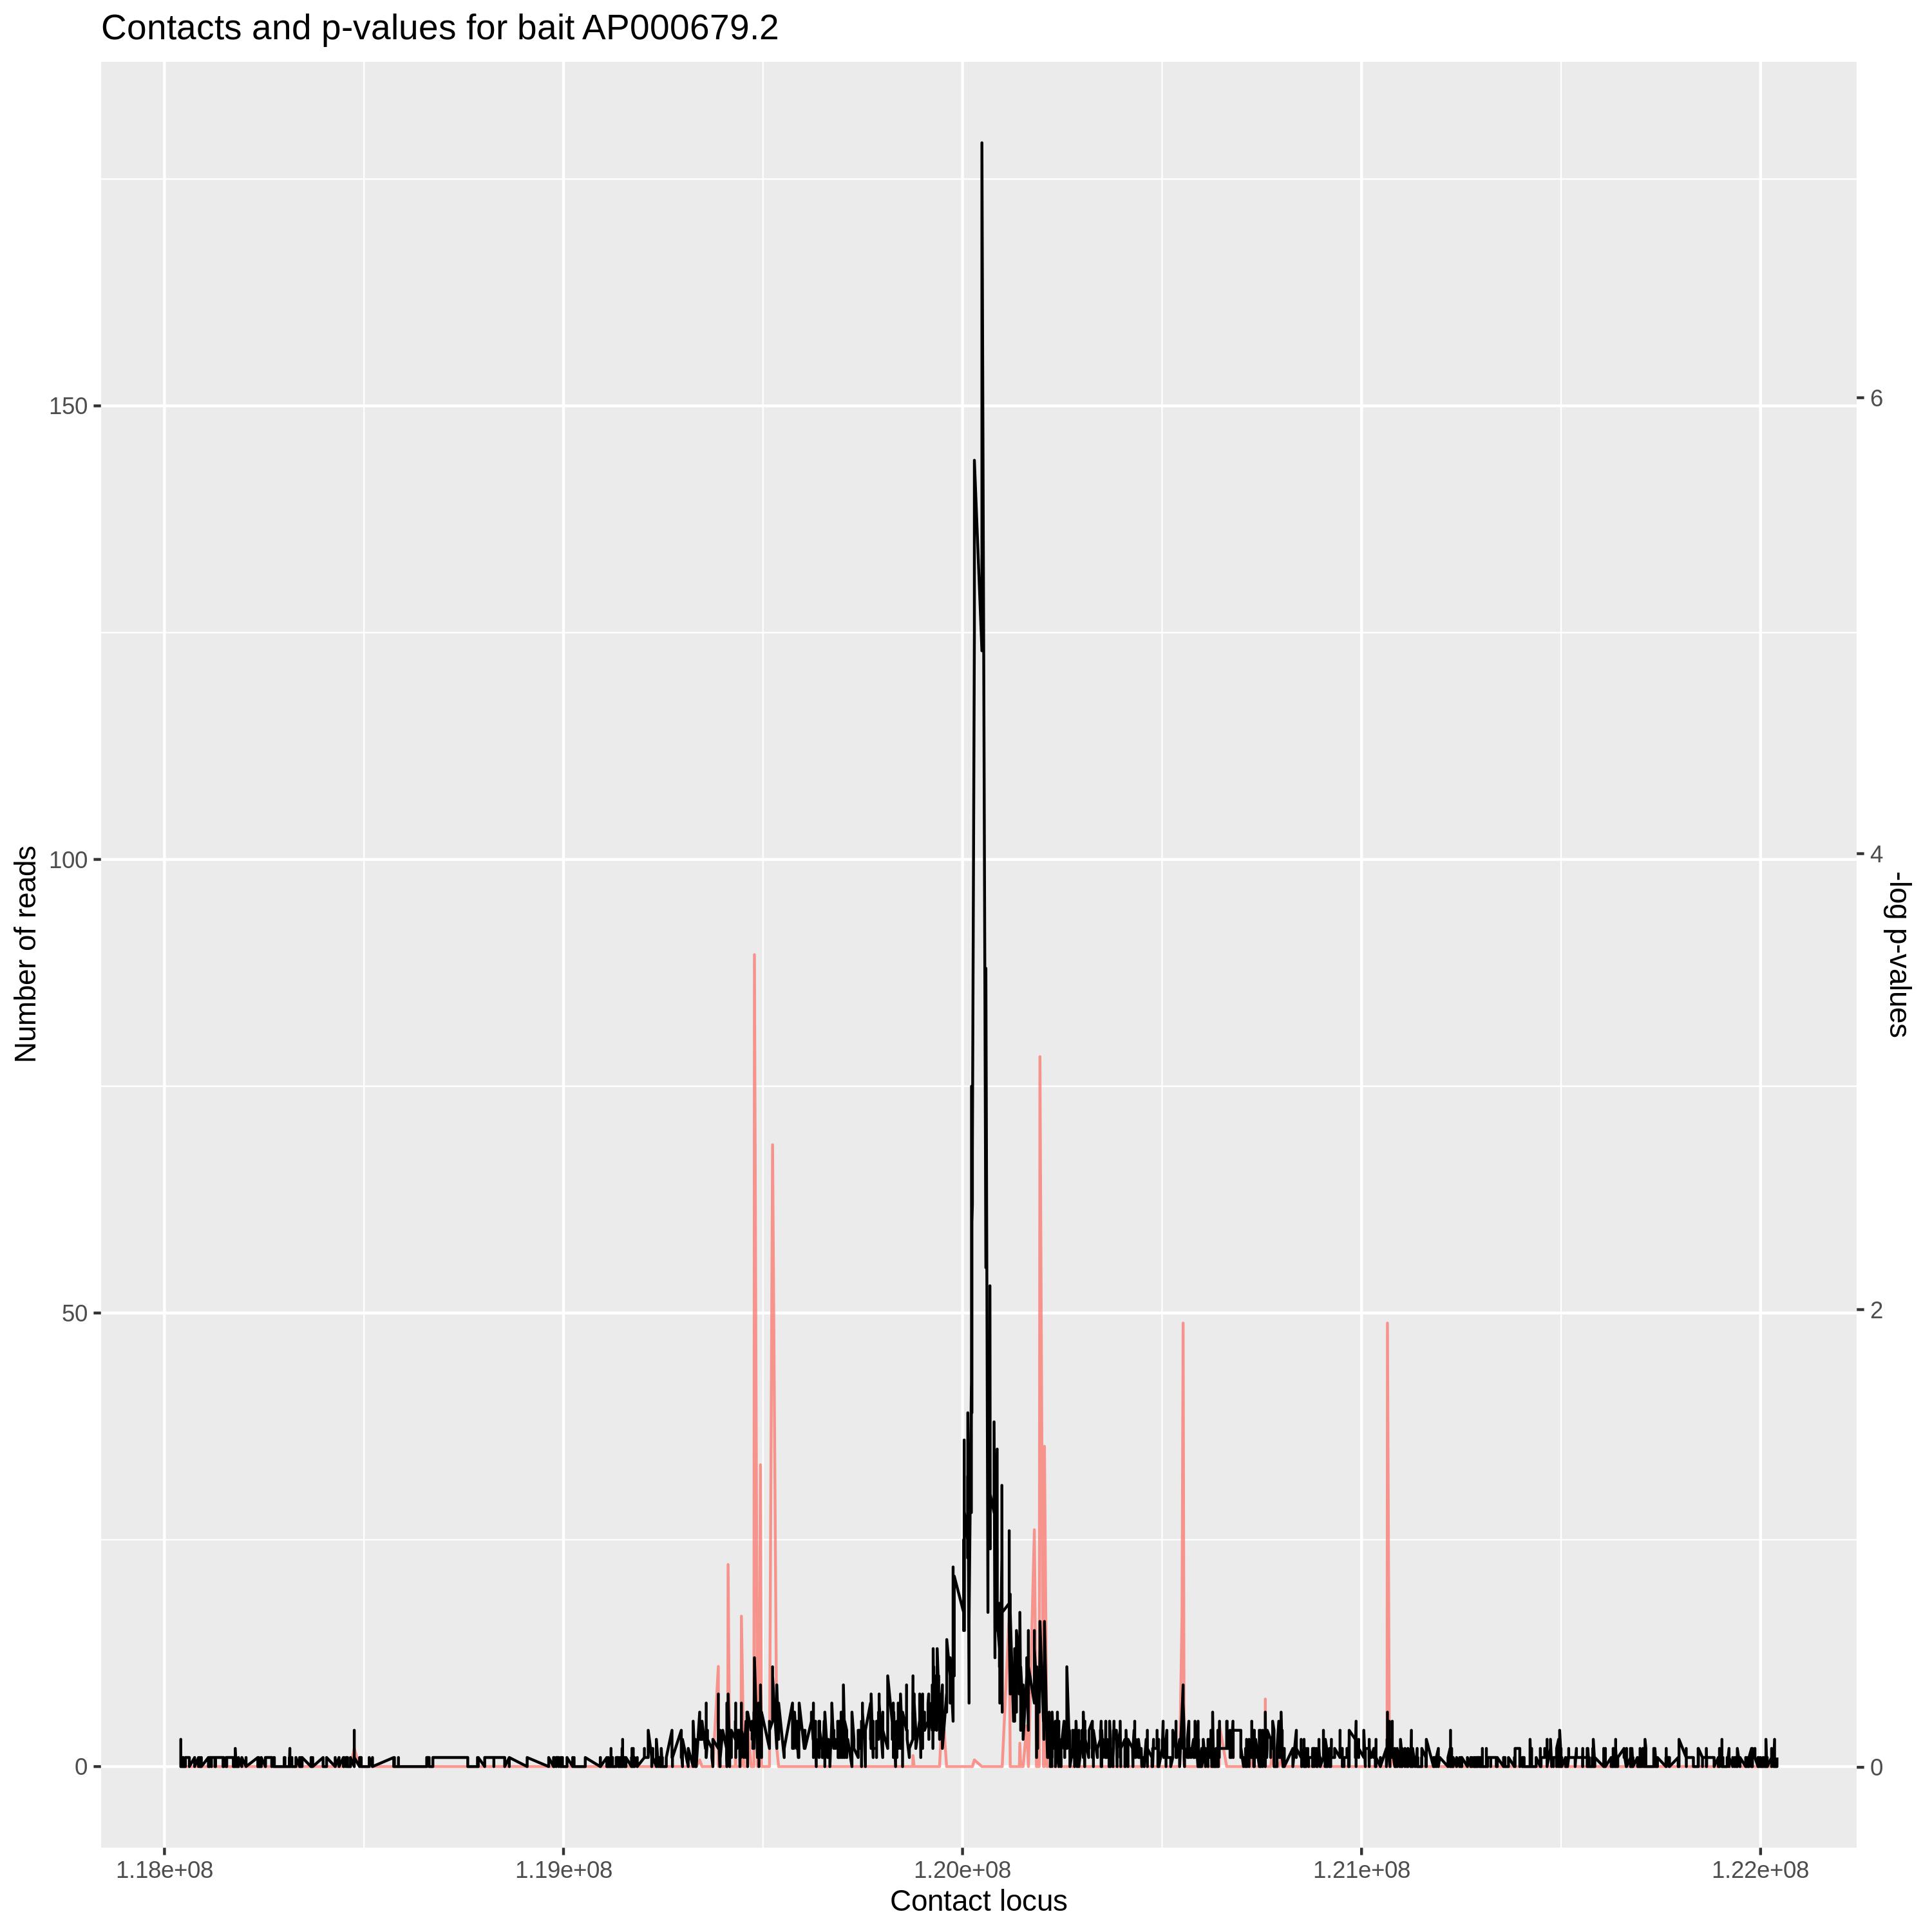 Contacts and p-values for bait AP000679.2
Number of reads
150
100
50
0
6
4
2
0
-log p-values
1.18e+08 1.19e+08 1.20e+08 1.21e+08 1.22e+08
Contact locus